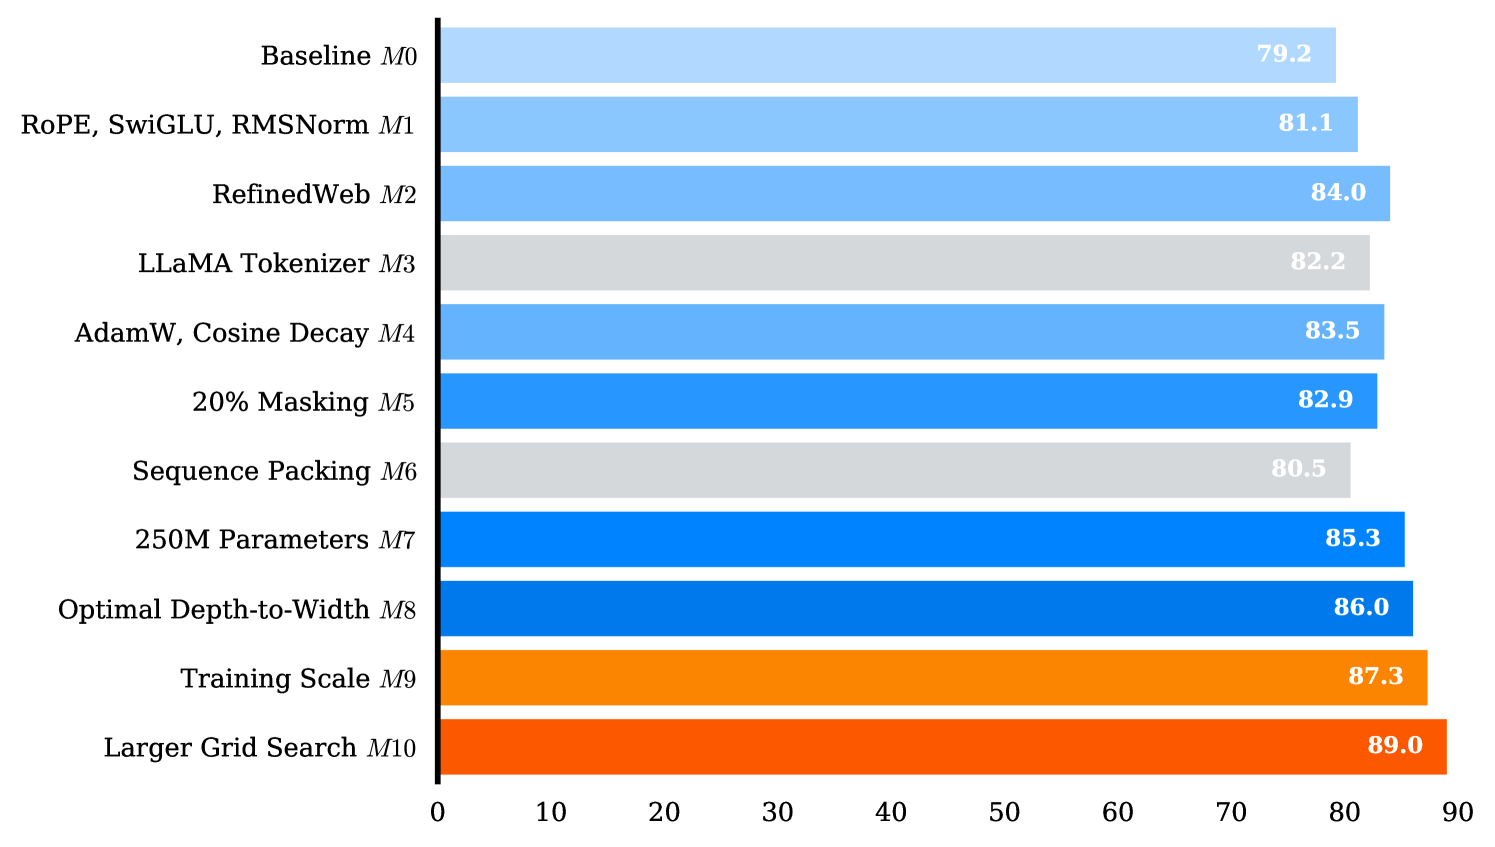 Baseline M0 79.2
RoPE, SwiGLU, RMSNorm M1 81.1
RefinedWeb M2 84.0
LLaMA Tokenizer M3 82.2
AdamW, Cosine Decay M4 83.5
20% Masking M5 82.9
Sequence Packing M6 80.5
250M Parameters M7 85.3
Optimal Depth-to-Width M8 86.0
Training Scale M9 87.3
Larger Grid Search M10 89.0
0 10 20 30 40 50 60 70 80 90